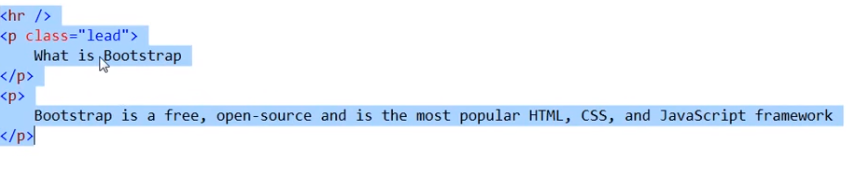 <hr />
<p class="lead">
What is Bootstrap
</p>
<p>
Bootstrap is a free, open-source and is the most popular HTML, CSS, and JavaScript framework
</p>